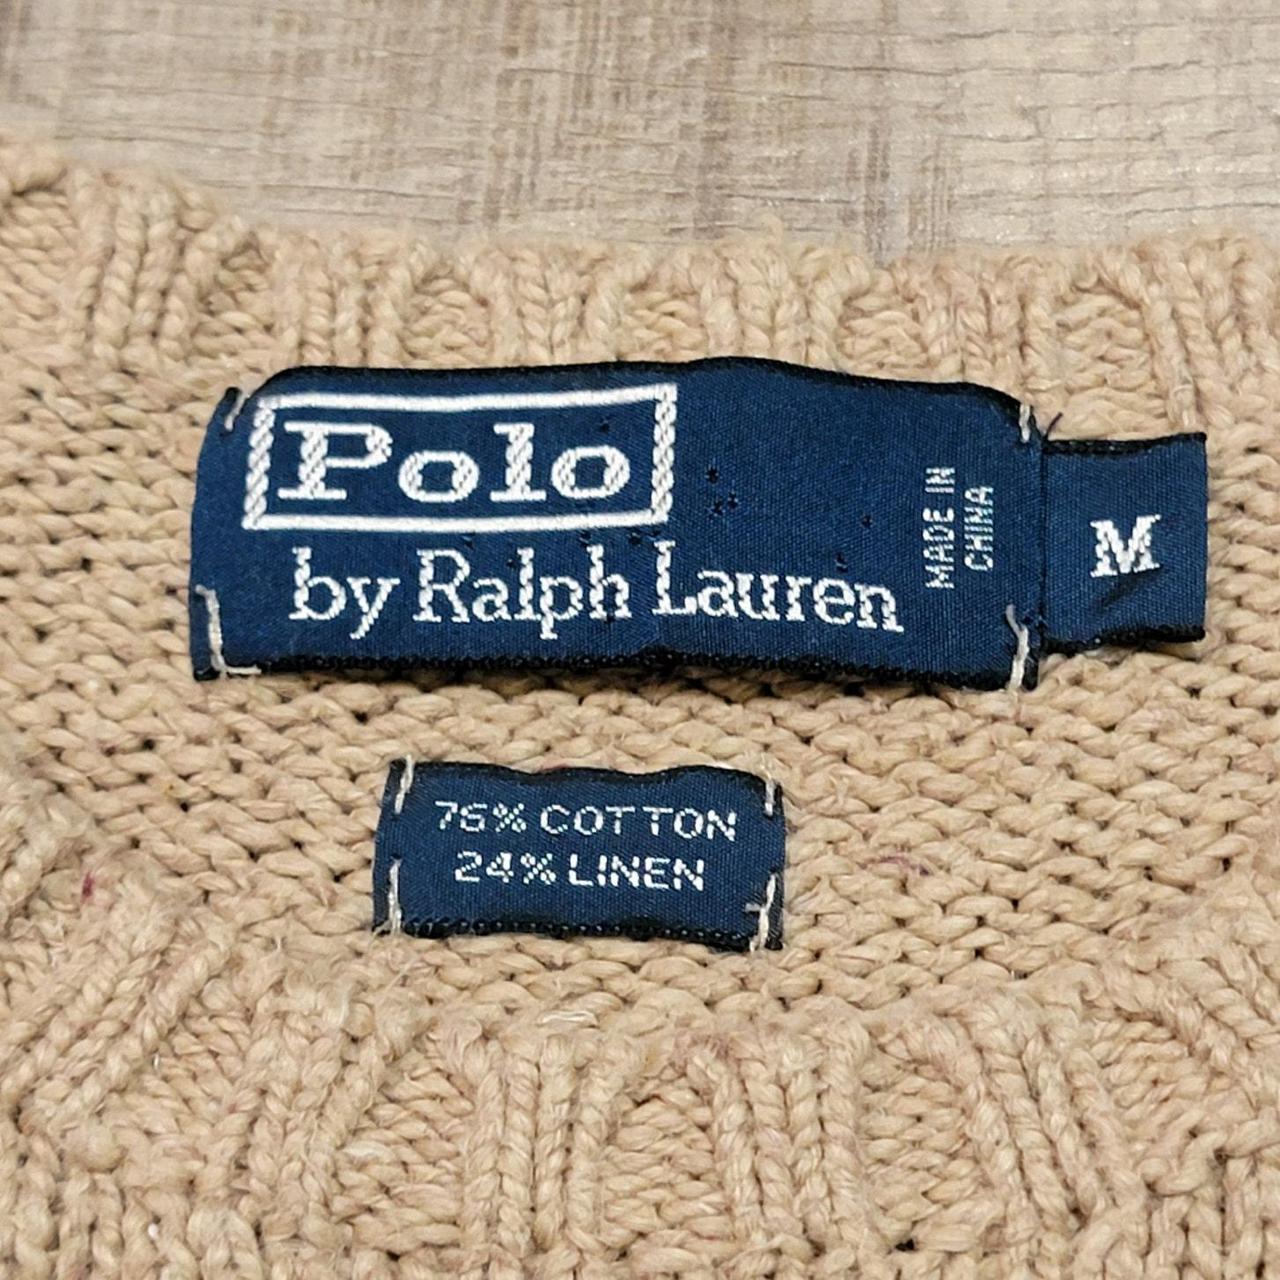 Polo
by Ralph Lauren
MADE IN
CHINA
M
76% COTTON
24% LINEN